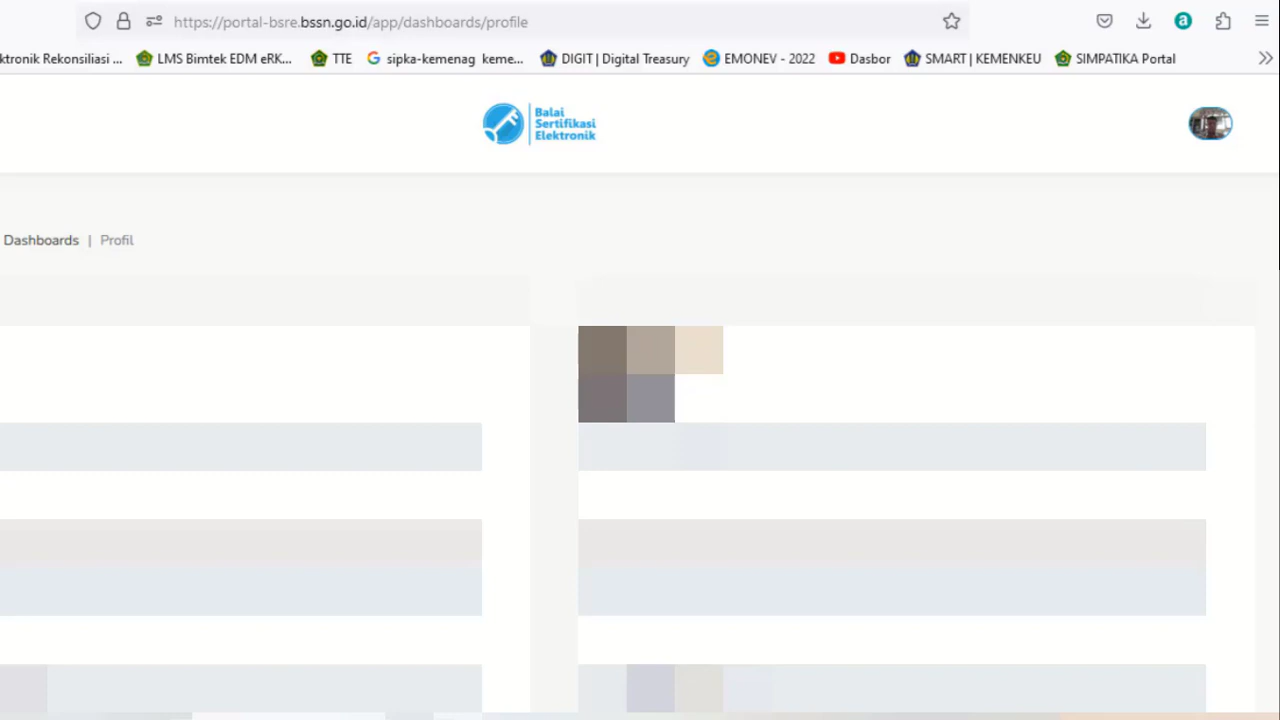 https://portal-bsre.bssn.go.id/app/dashboards/profile
ktronik Rekonsiliasi ... LMS Bimtek EDM eRK... TTE sipka-kemenag keme... DIGIT | Digital Treasury EMONEV - 2022 Dasbor SMART | KEMENKEU SIMPATIKA Portal
Balai
Sertifikasi
Elektronik
Dashboards | Profil